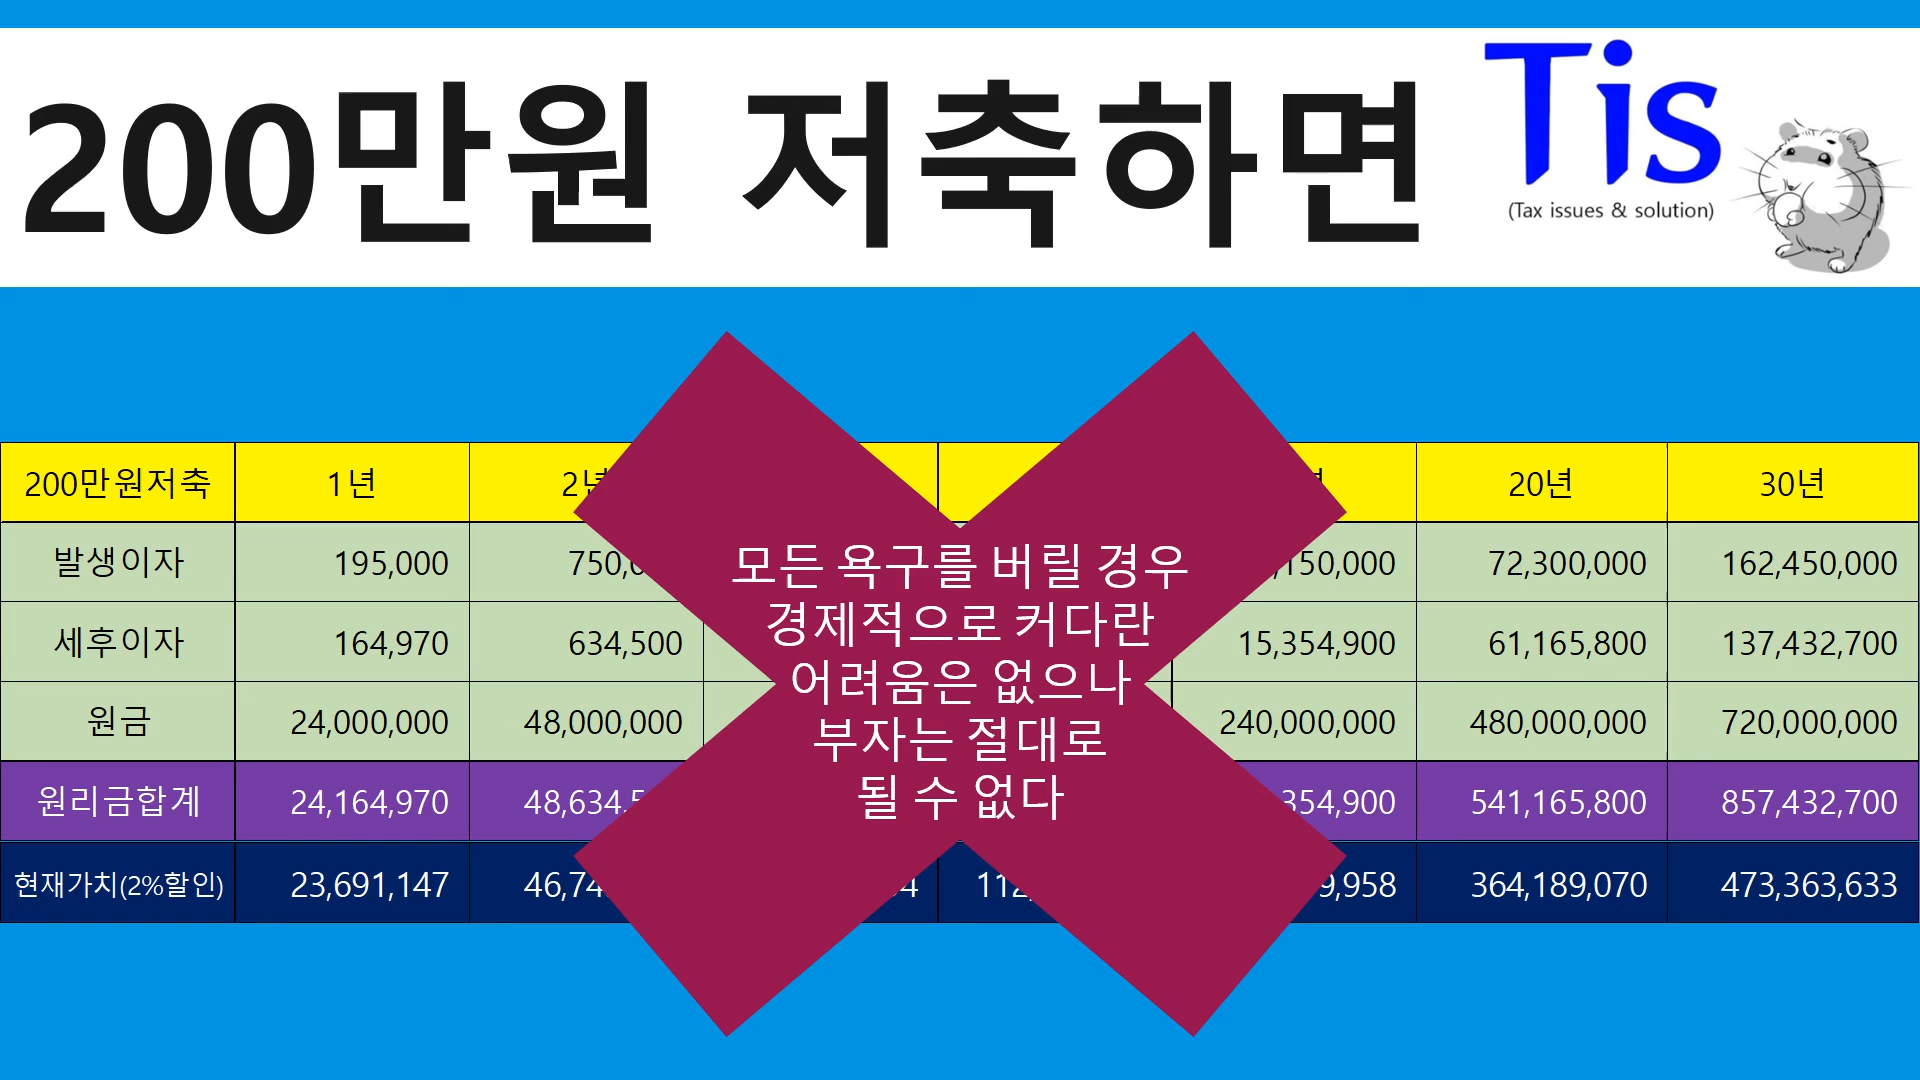 200만원 저축하면
Tis
(Tax issues & solution)
200만원저축 1년 20년 30년
발생이자 195,000 72,300,000 162,450,000
세후이자 164,970 634,500 15,354,900 61,165,800 137,432,700
원금 24,000,000 48,000,000 240,000,000 480,000,000 720,000,000
원리금합계 24,164,970 541,165,800 857,432,700
현재가치(2%할인) 23,691,147 364,189,070 473,363,633
모든 욕구를 버릴 경우
경제적으로 커다란
어려움은 없으나
부자는 절대로
될 수 없다